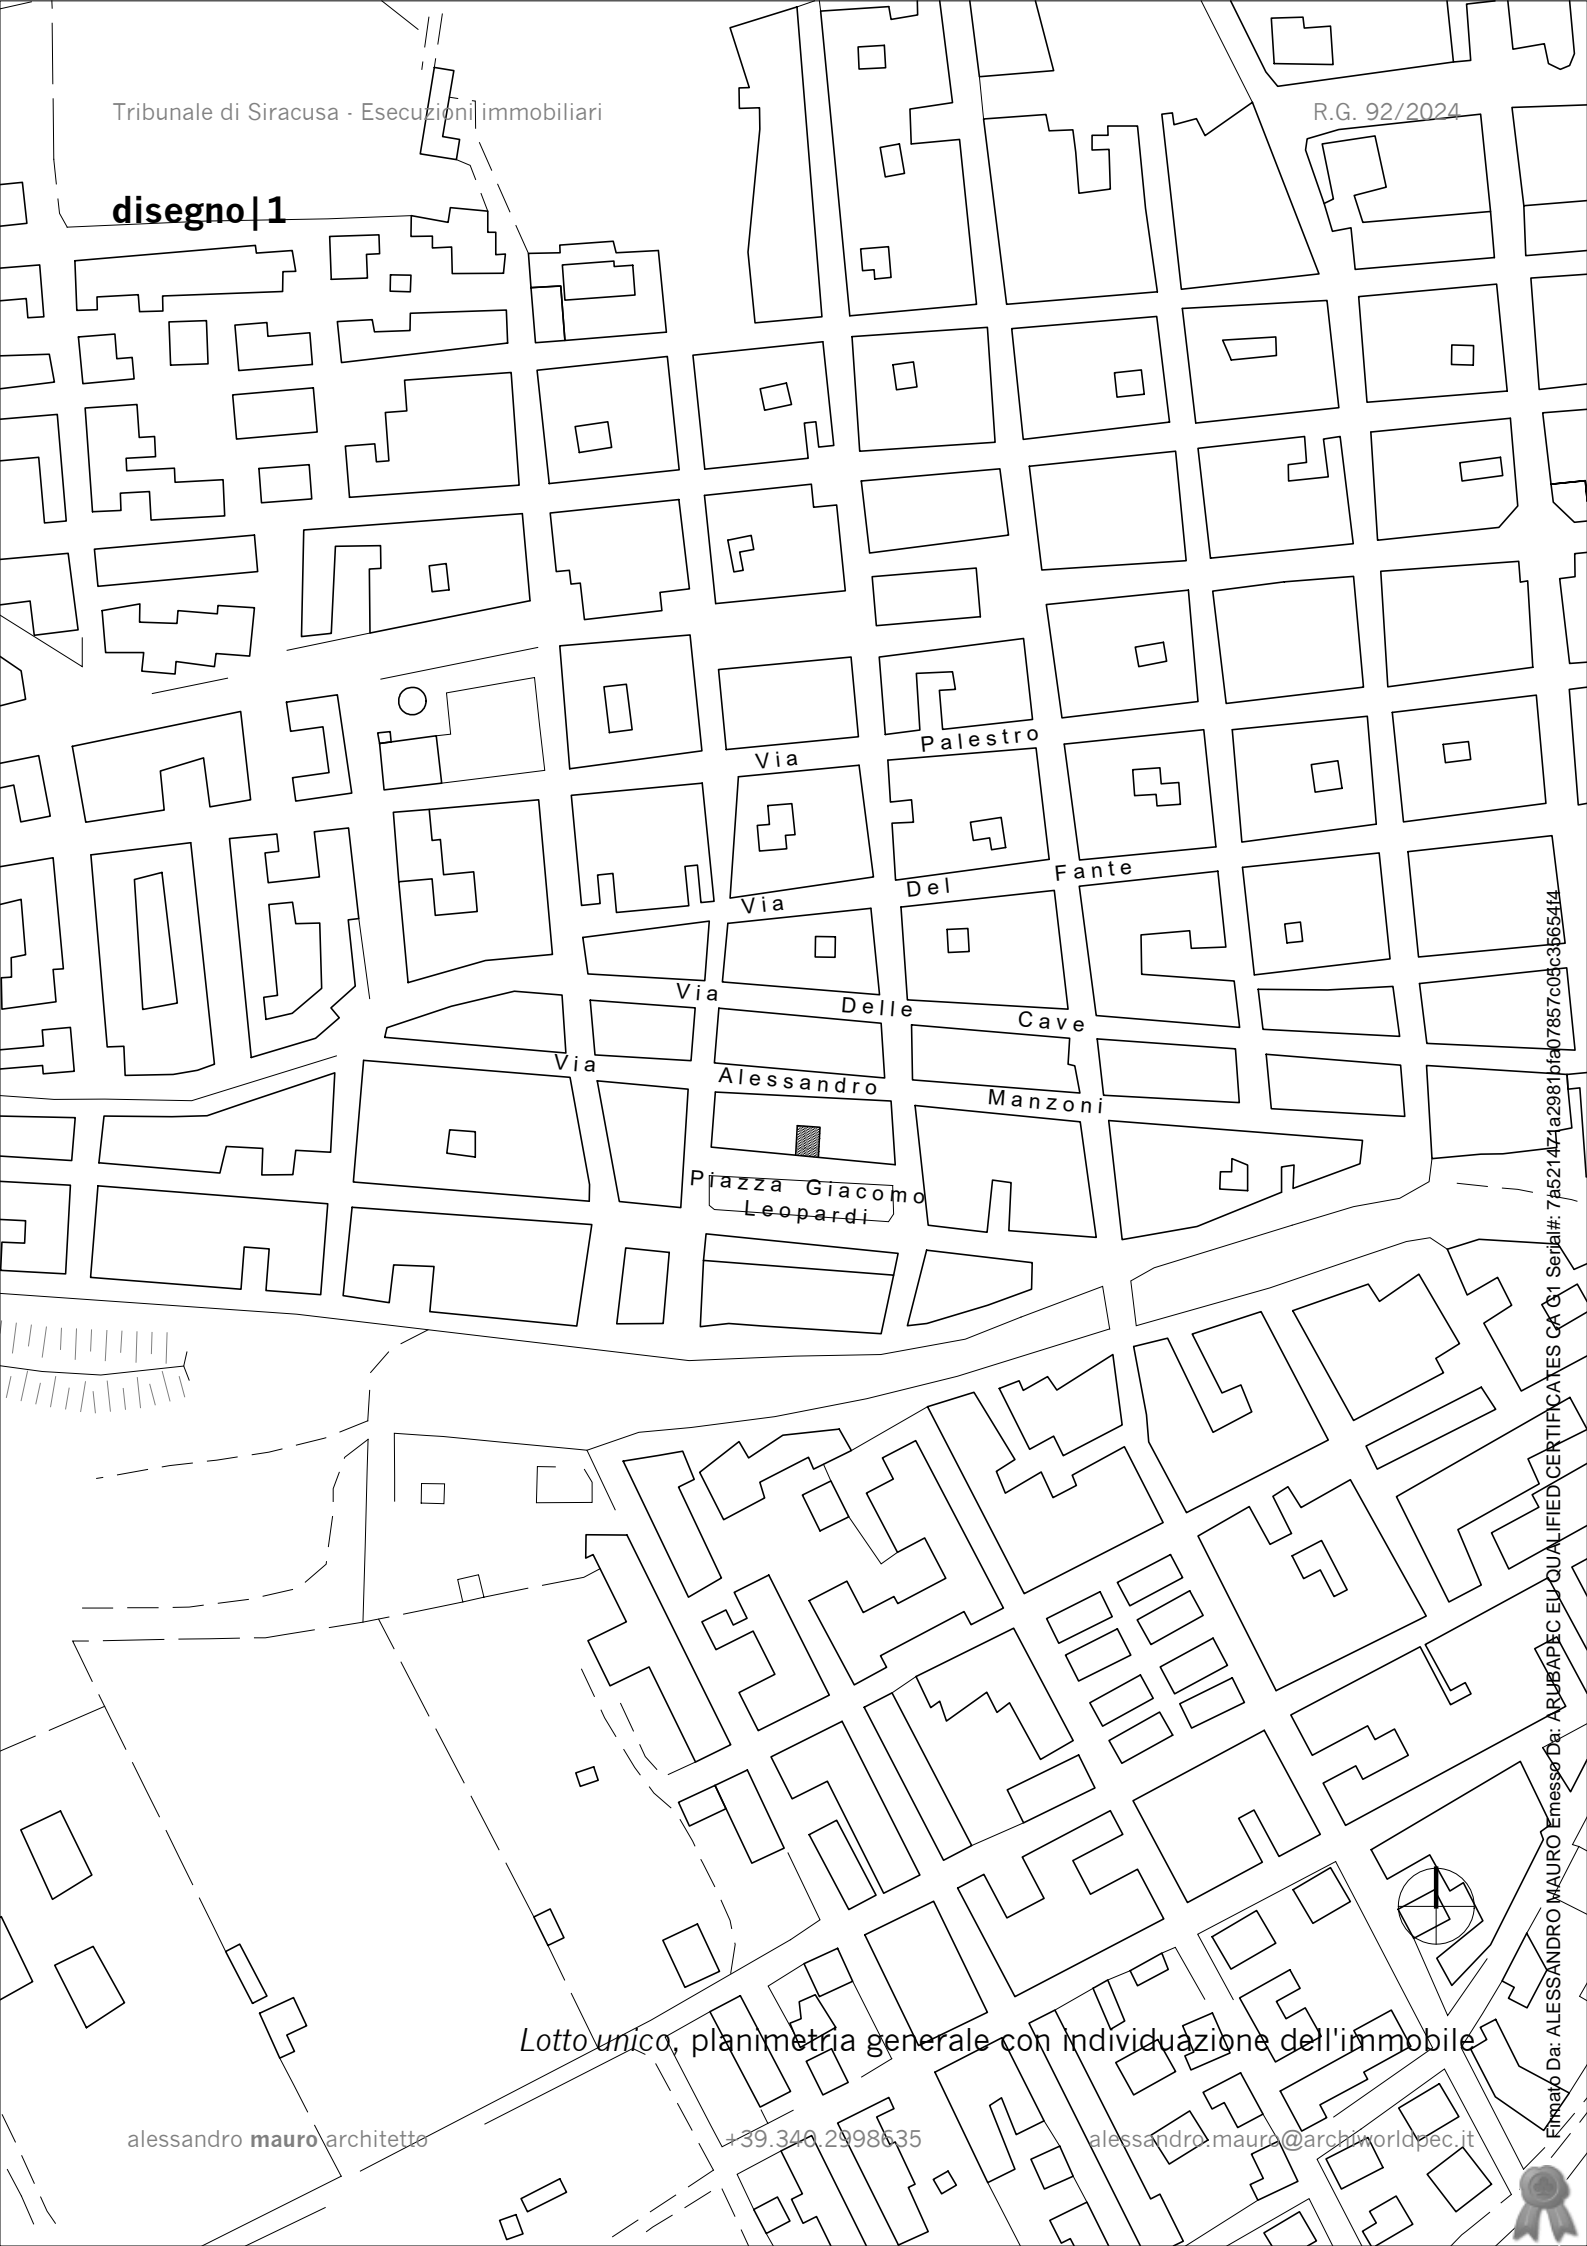 Tribunale di Siracusa - Esecuzioni immobiliari
R.G. 92/2024
disegno|1
Via Palestro
Via Del Fante
Via Delle Cave
Via Alessandro Manzoni
Piazza Giacomo
Leopardi
Lotto unico, planimetria generale con individuazione dell'immobile
alessandro mauro architetto
+39.340.2998635
alessandro.mauro@archiworldpec.it
Firmato Da: ALESSANDRO MAURO Emesso Da: ARUBAPEC EU QUALIFIED CERTIFICATES CA G1 Serial#: